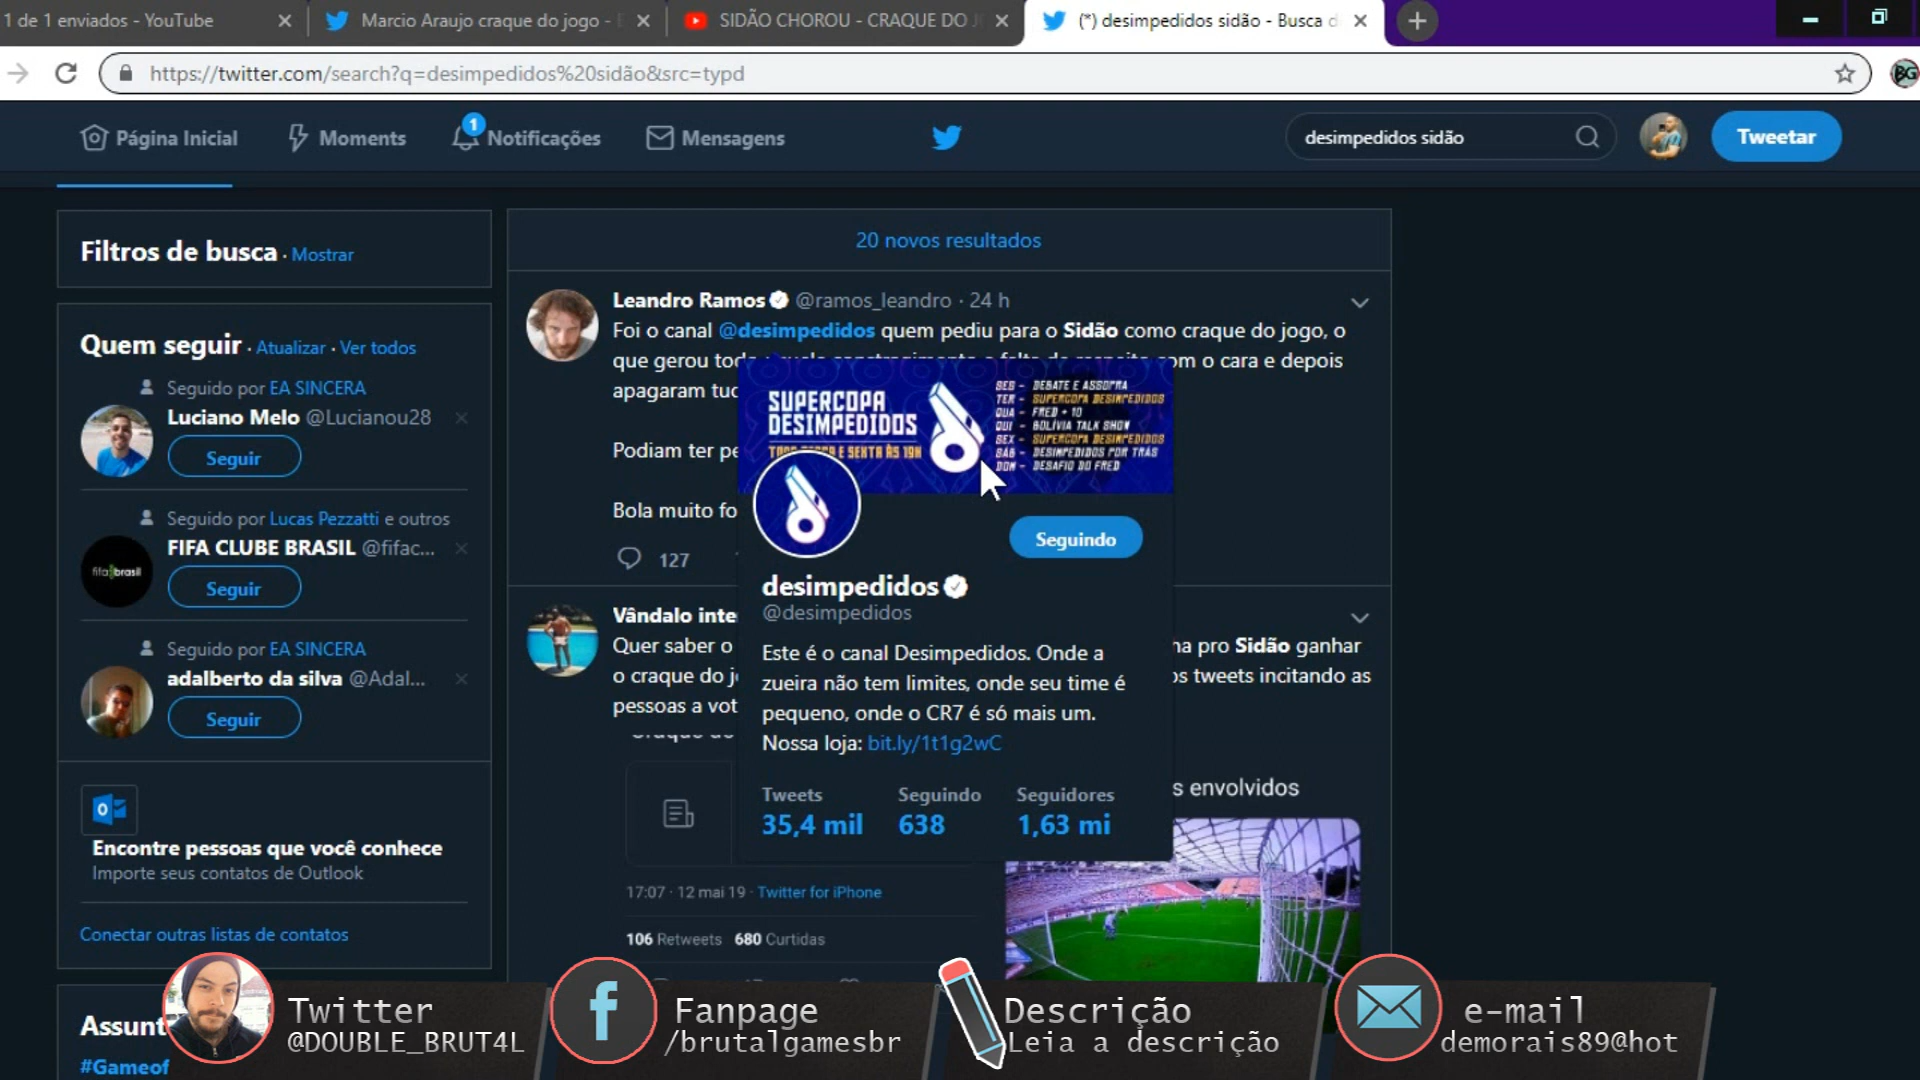 1 de 1 enviados - YouTube
Marcio Araujo craque do jogo -
SIDÃO CHOROU - CRAQUE DO J
(*) desimpedidos sidão - Busca d
https://twitter.com/search?q=desimpedidos%20sidão&src=typd
BG
Página Inicial
Moments
1
Notificações
Mensagens
desimpedidos sidão
Tweetar
Filtros de busca · Mostrar
20 novos resultados
Quem seguir · Atualizar · Ver todos
Seguido por EA SINCERA
Luciano Melo @Lucianou28
Seguir
Seguido por Lucas Pezzatti e outros
FIFA CLUBE BRASIL @fifac...
Seguir
Seguido por EA SINCERA
adalberto da silva @Adal...
Seguir
Encontre pessoas que você conhece
Importe seus contatos de Outlook
Conectar outras listas de contatos
Assunt
#Gameof
Leandro Ramos @ramos_leandro · 24 h
Foi o canal @desimpedidos quem pediu para o Sidão como craque do jogo, o
que gerou todo aquele constrangimento e falta de respeito com o cara e depois
apagaram tud
Podiam ter pe
Bola muito fo
127
SUPERCOPA
DESIMPEDIDOS
TODA TERÇA E SEXTA ÀS 19H
SEG - DEBATE E ASSOPRA
TER - SUPERCOPA DESIMPEDIDOS
QUA - FRED + 10
QUI - BOLÍVIA TALK SHOW
SEX - SUPERCOPA DESIMPEDIDOS
SÁB - DESIMPEDIDOS POR TRÁS
DOM - DESAFIO DO FRED
Seguindo
desimpedidos
@desimpedidos
Este é o canal Desimpedidos. Onde a
zueira não tem limites, onde seu time é
pequeno, onde o CR7 é só mais um.
Nossa loja: bit.ly/1t1g2wC
Tweets Seguindo Seguidores
35,4 mil 638 1,63 mi
Vândalo inte
Quer saber o
ha pro Sidão ganhar
o craque do j
os tweets incitando as
pessoas a vot
s envolvidos
17:07 · 12 mai 19 · Twitter for iPhone
106 Retweets 680 Curtidas
Twitter
@DOUBLE_BRUT4L
Fanpage
/brutalgamesbr
Descrição
Leia a descrição
e-mail
demorais89@hot